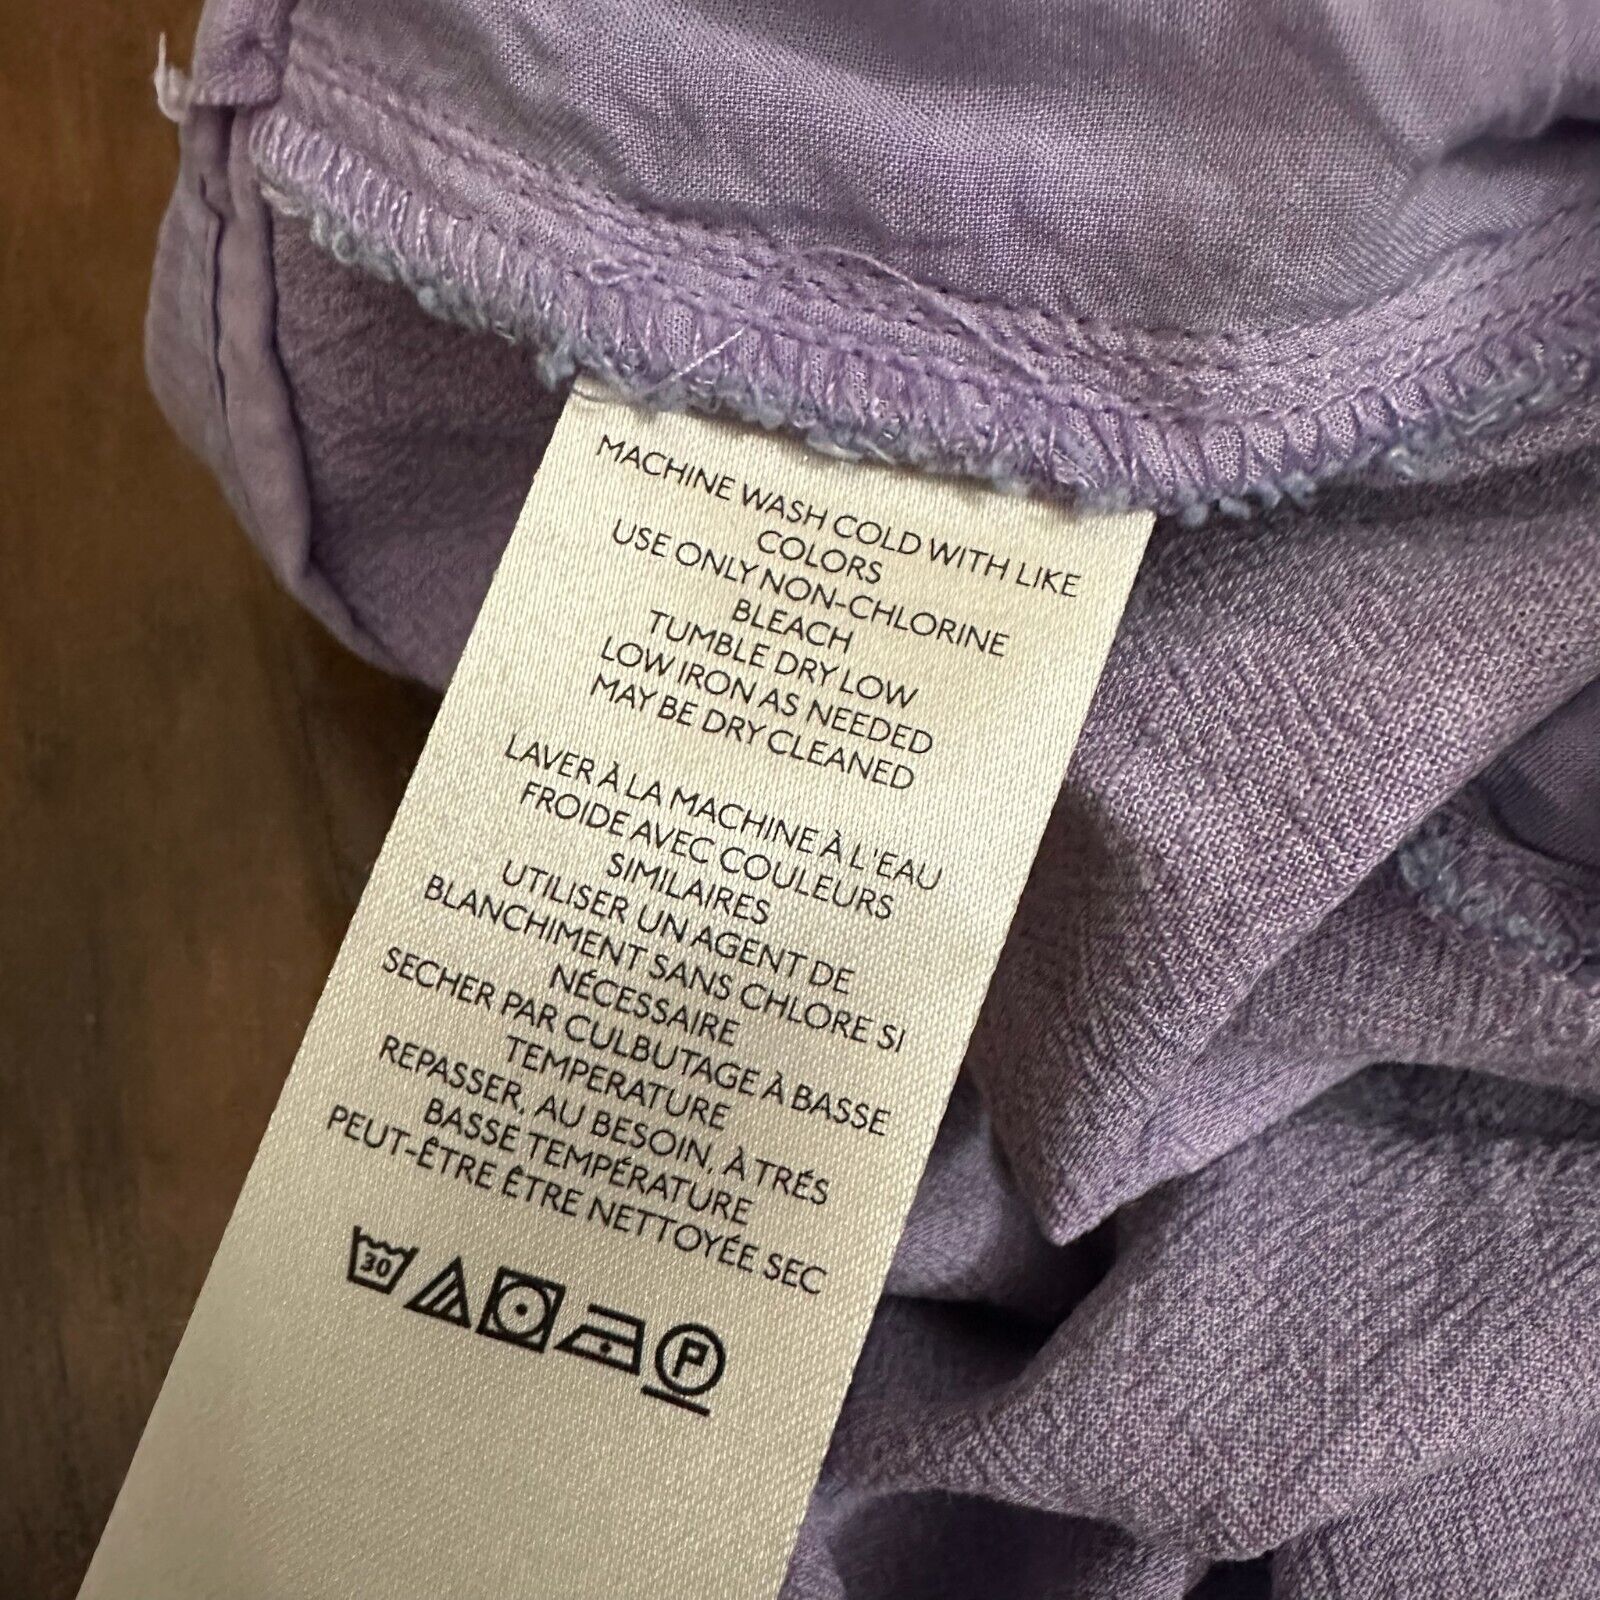 MACHINE WASH COLD WITH LIKE
COLORS
USE ONLY NON-CHLORINE
BLEACH
TUMBLE DRY LOW
LOW IRON AS NEEDED
MAY BE DRY CLEANED
LAVER À LA MACHINE À L'EAU
FROIDE AVEC COULEURS
SIMILAIRES
UTILISER UN AGENT DE
BLANCHIMENT SANS CHLORE SI
NÉCESSAIRE
SECHER PAR CULBUTAGE À BASSE
TEMPERATURE
REPASSER, AU BESOIN, À TRÉS
BASSE TEMPÉRATURE
PEUT-ÊTRE ÊTRE NETTOYÉE SEC
30 P